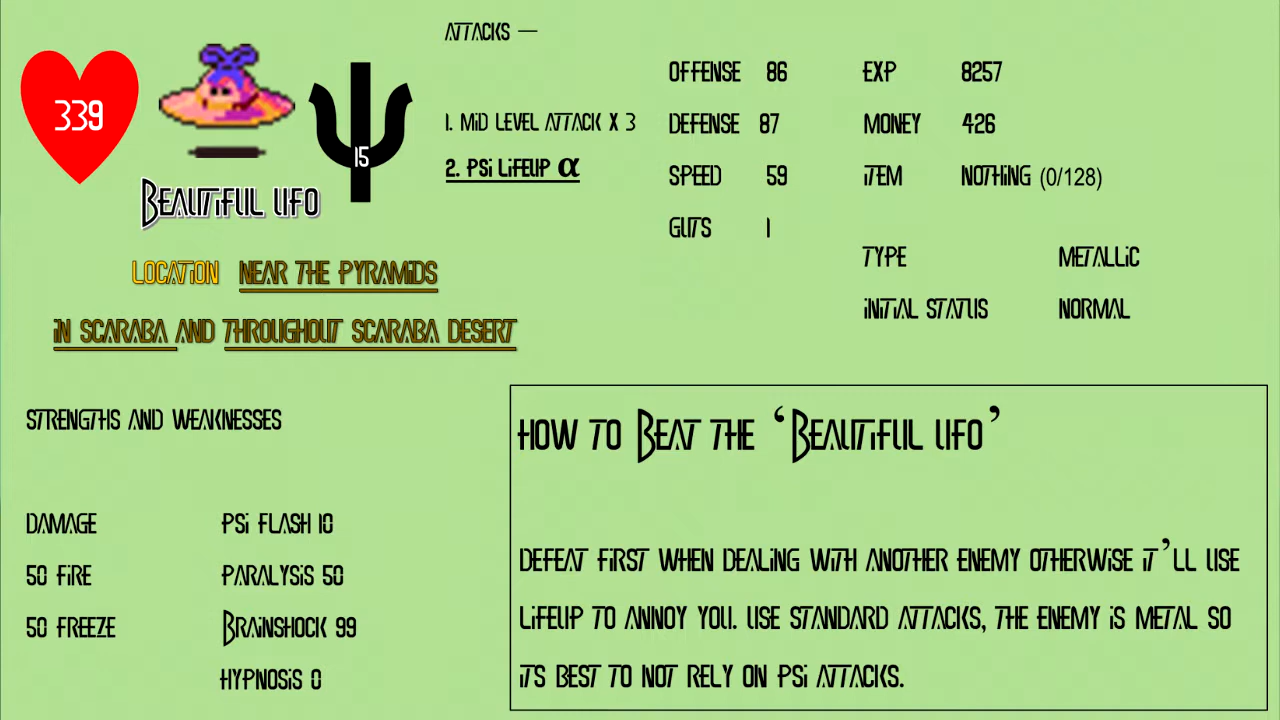 ATTACKS —
339
15
BEAUTIFUL UFO
1. MID LEVEL ATTACK X 3
2. PSI LIFEUP α
OFFENSE 86
DEFENSE 87
SPEED 59
GUTS 1
EXP 8257
MONEY 426
ITEM NOTHING (0/128)
TYPE METALLIC
INITIAL STATUS NORMAL
LOCATION NEAR THE PYRAMIDS
IN SCARABA AND THROUGHOUT SCARABA DESERT
STRENGTHS AND WEAKNESSES
DAMAGE PSI FLASH 10
50 FIRE PARALYSIS 50
50 FREEZE BRAINSHOCK 99
HYPNOSIS 0
HOW TO BEAT THE ‘BEAUTIFUL UFO’
DEFEAT FIRST WHEN DEALING WITH ANOTHER ENEMY OTHERWISE IT’LL USE
LIFEUP TO ANNOY YOU. USE STANDARD ATTACKS, THE ENEMY IS METAL SO
ITS BEST TO NOT RELY ON PSI ATTACKS.